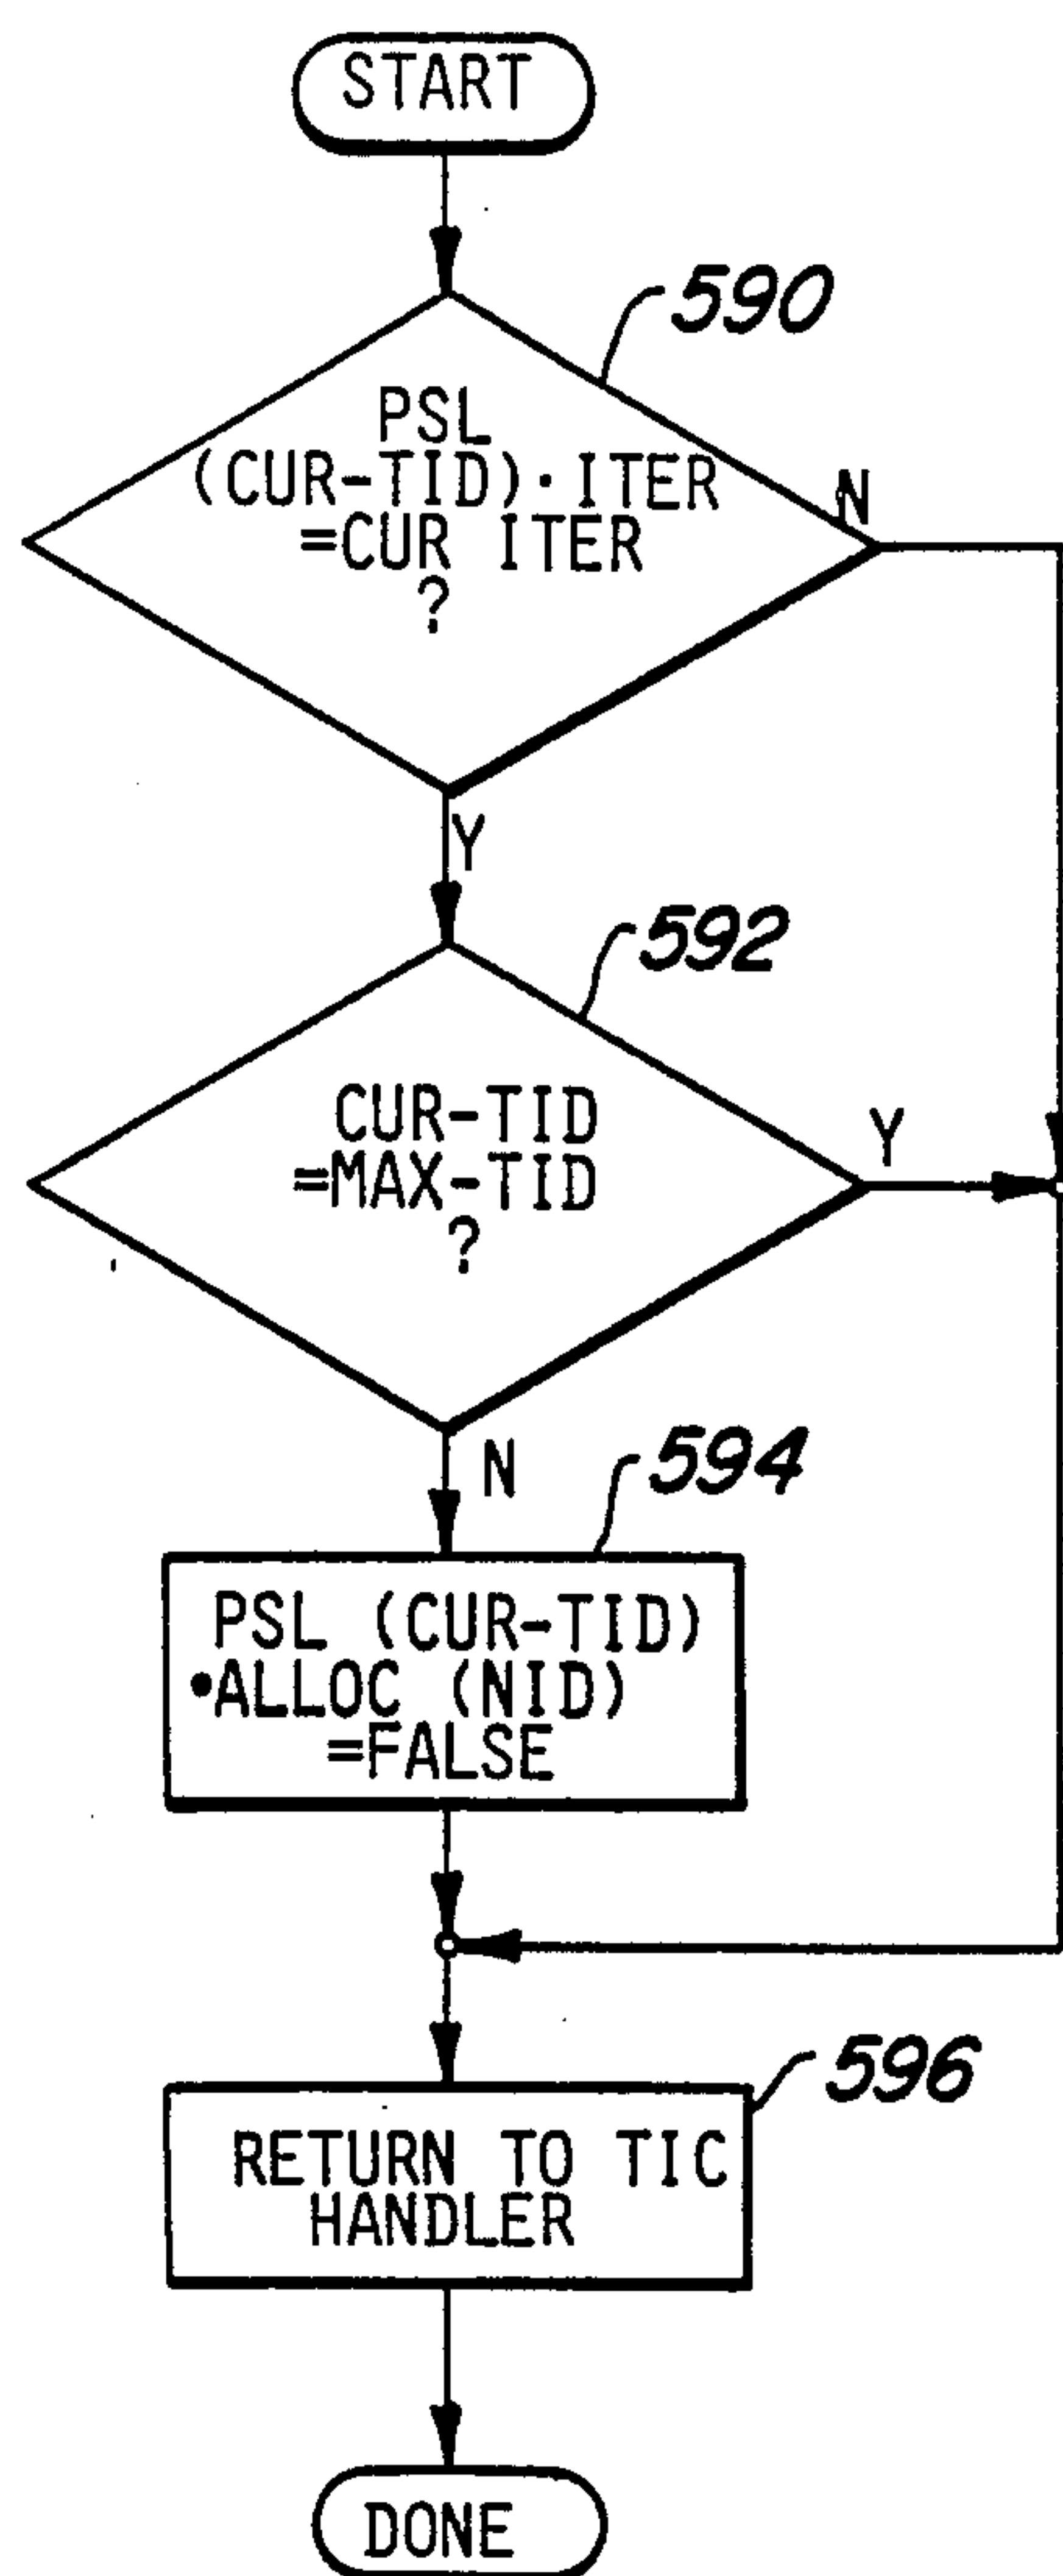 START
590
PSL
(CUR-TID)·ITER
=CUR ITER
?
N
Y
592
CUR-TID
=MAX-TID
?
Y
N
594
PSL (CUR-TID)
•ALLOC (NID)
=FALSE
596
RETURN TO TIC
HANDLER
DONE